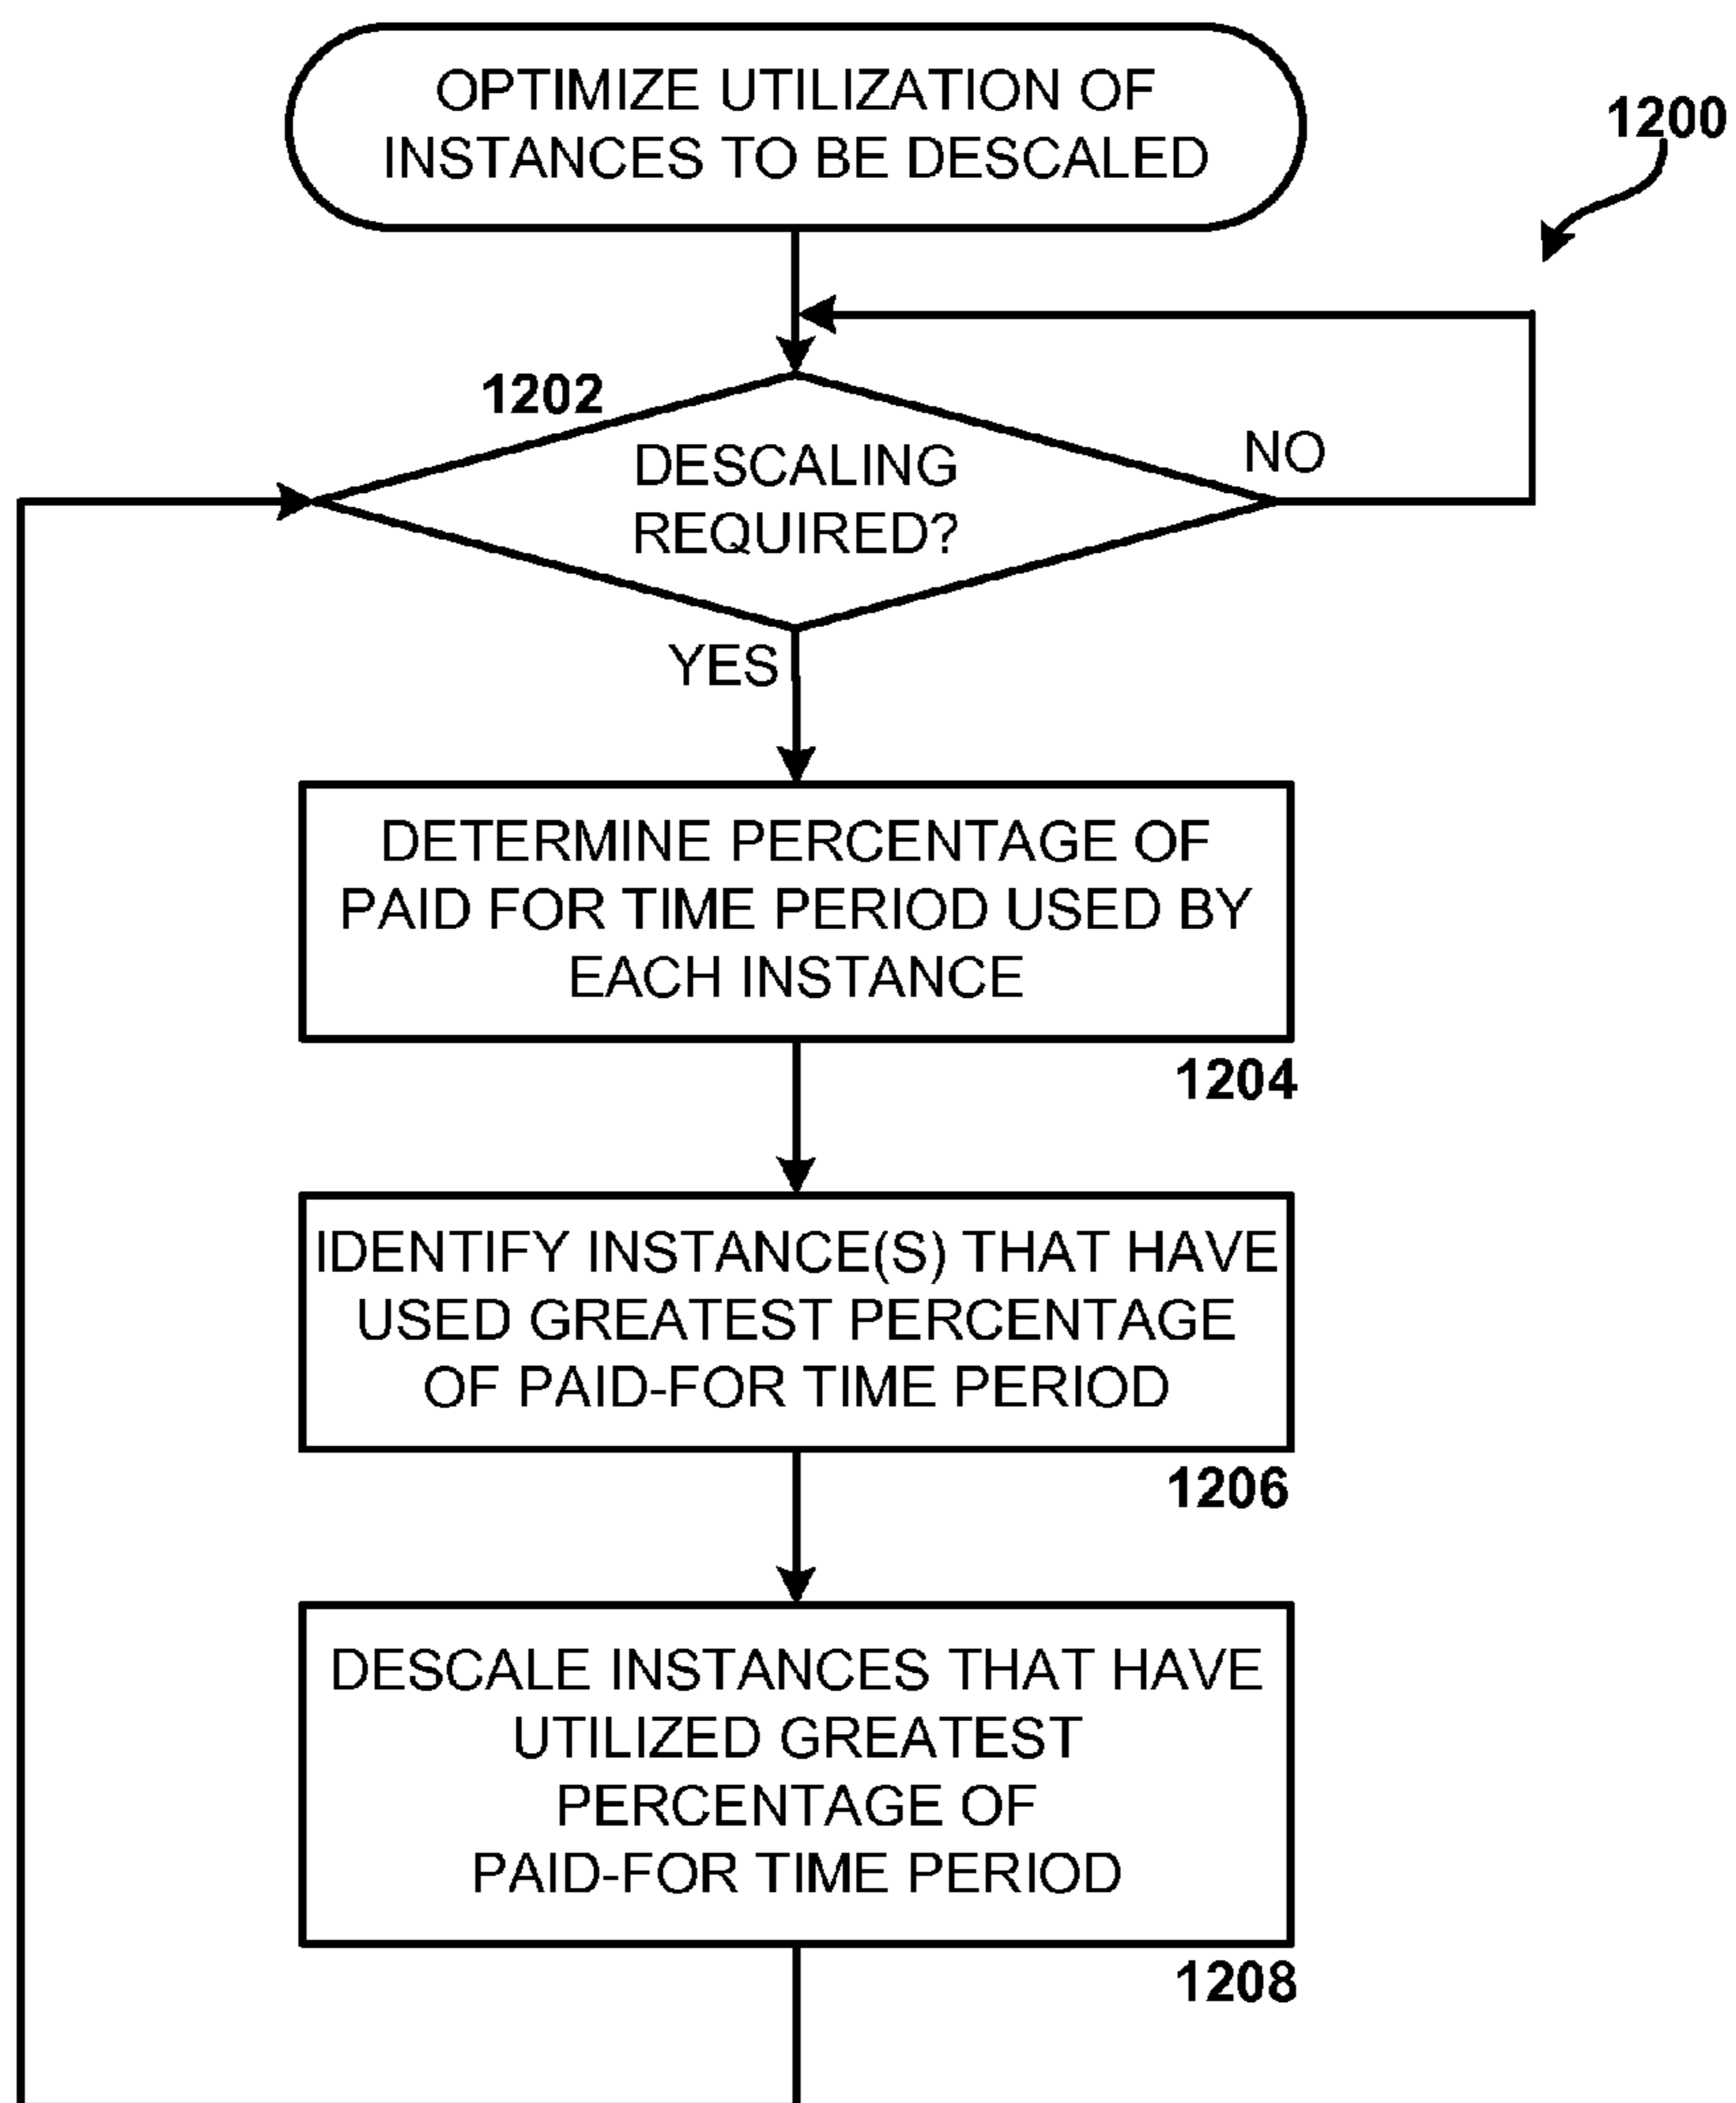 OPTIMIZE UTILIZATION OF
INSTANCES TO BE DESCALED
1200
1202
DESCALING
REQUIRED?
NO
YES
DETERMINE PERCENTAGE OF
PAID FOR TIME PERIOD USED BY
EACH INSTANCE
1204
IDENTIFY INSTANCE(S) THAT HAVE
USED GREATEST PERCENTAGE
OF PAID-FOR TIME PERIOD
1206
DESCALE INSTANCES THAT HAVE
UTILIZED GREATEST
PERCENTAGE OF
PAID-FOR TIME PERIOD
1208